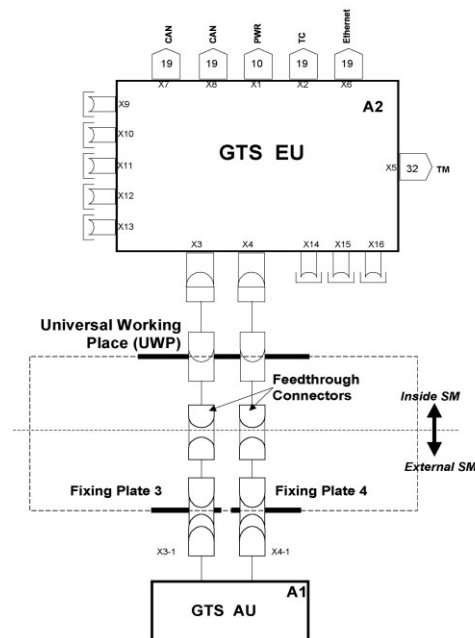 CAN
CAN
PWR
TC
Ethernet
19
19
10
19
19
X7
X8
X1
X2
X6
A2
X9
X10
X11
X12
X13
GTS EU
X5
32
TM
X3
X4
X14
X15
X16
Universal Working
Place (UWP)
Feedthrough
Connectors
Inside SM
External SM
Fixing Plate 3
Fixing Plate 4
X3-1
X4-1
A1
GTS AU